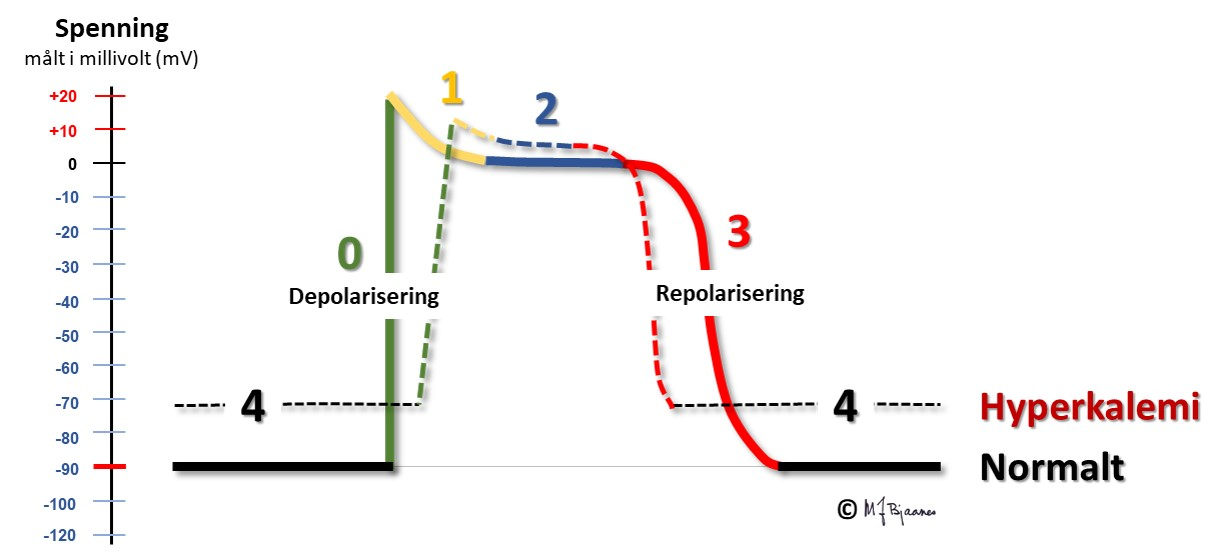 Spenning
målt i millivolt (mV)
+20
+10
0
-10
-20
-30
-40
-50
-60
-70
-80
-90
-100
-120
1
2
0
3
Depolarisering
Repolarisering
4
4
Hyperkalemi
Normalt
© MJBjaanes